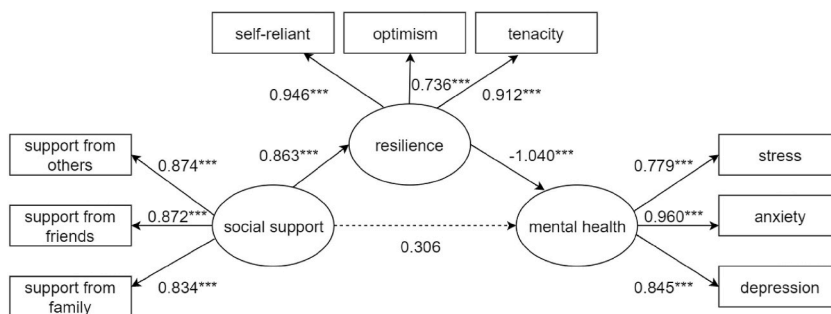 self-reliant
optimism
tenacity
0.946***
0.736***
0.912***
resilience
support from
others
0.874***
0.863***
-1.040***
0.779***
stress
support from
friends
0.872***
social support
0.306
mental health
0.960***
anxiety
support from
family
0.834***
0.845***
depression